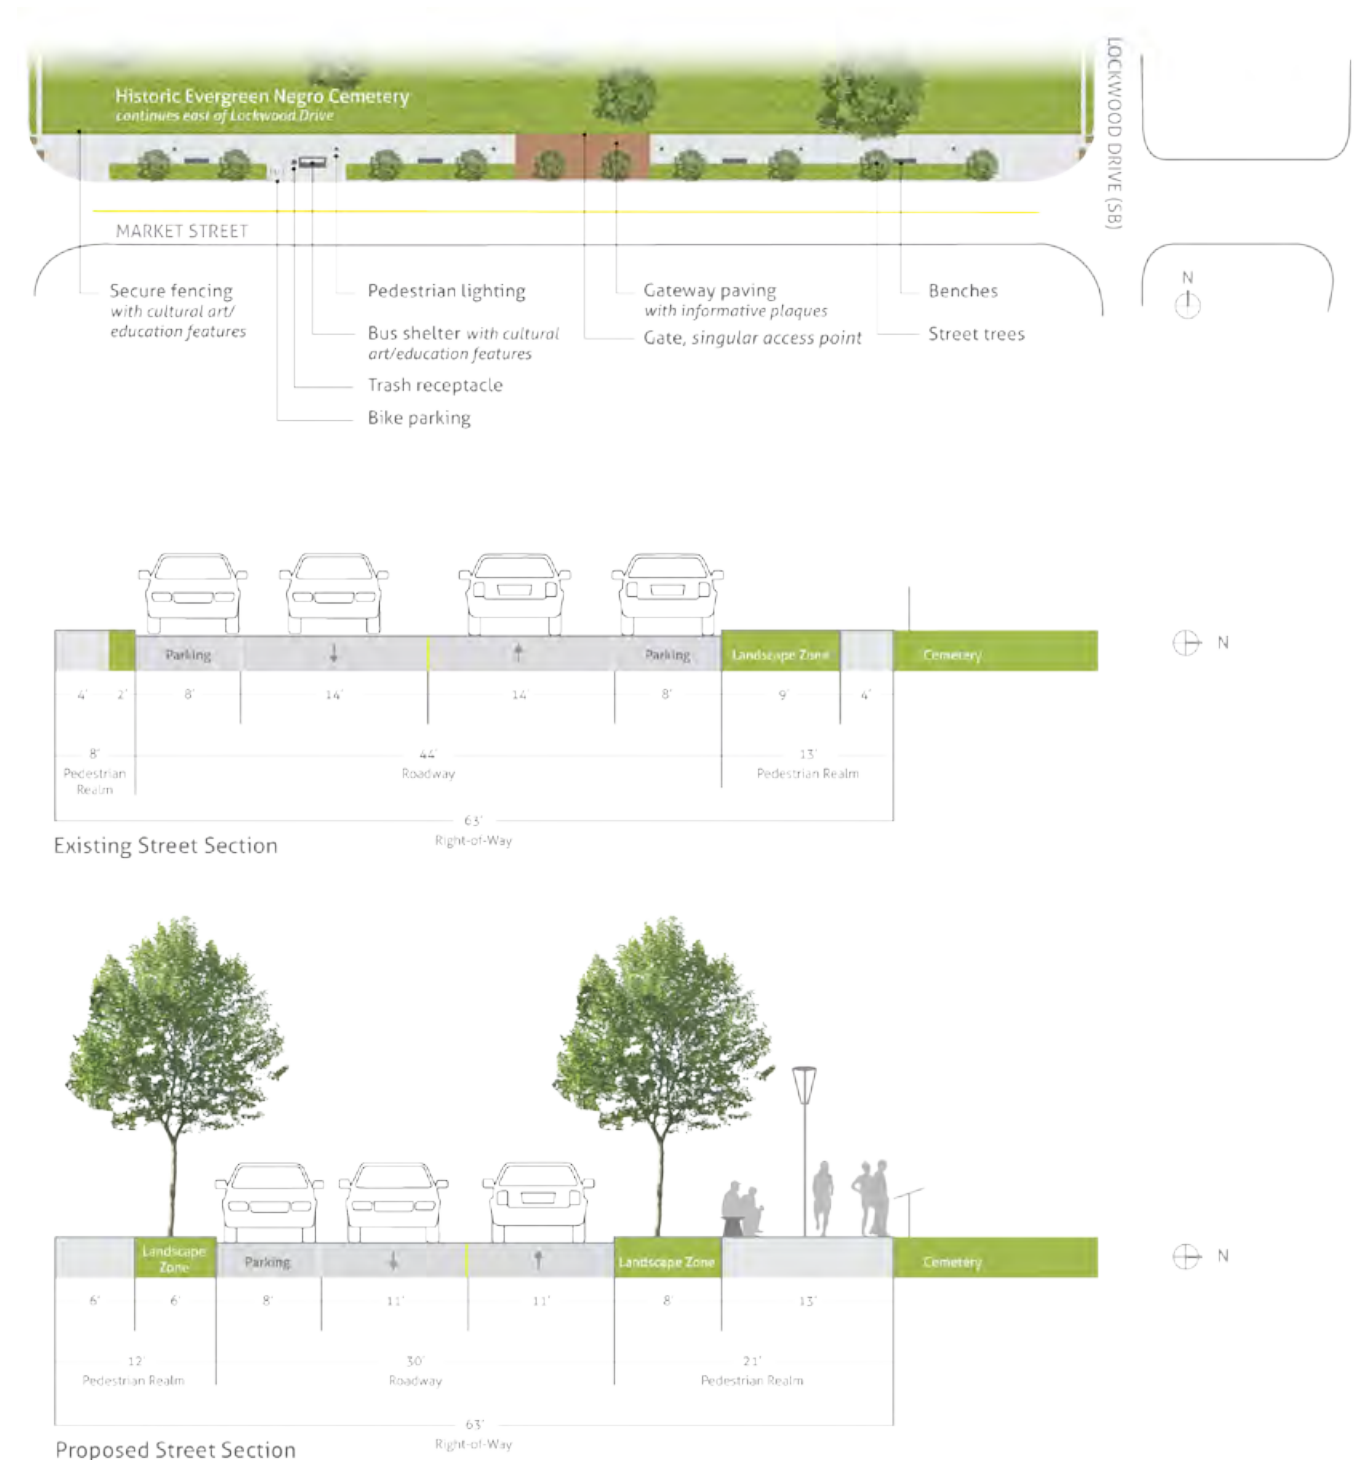 Historic Evergreen Negro Cemetery
continues east of Lockwood Drive
LOCKWOOD DRIVE (SB)
MARKET STREET
Secure fencing
with cultural art/
education features
Pedestrian lighting
Bus shelter with cultural
art/education features
Trash receptacle
Bike parking
Gateway paving
with informative plaques
Gate, singular access point
Benches
Street trees
N
Parking
Parking
Landscape Zone
Cemetery
N
4' 2' 8' 14' 14' 8' 9' 4'
8' 44' 13'
Pedestrian
Realm
Roadway
Pedestrian Realm
63'
Right-of-Way
Existing Street Section
Landscape
Zone
Parking
Landscape Zone
Cemetery
N
6' 6' 8' 11' 11' 8' 13'
12' 30' 21'
Pedestrian Realm
Roadway
Pedestrian Realm
63'
Right-of-Way
Proposed Street Section